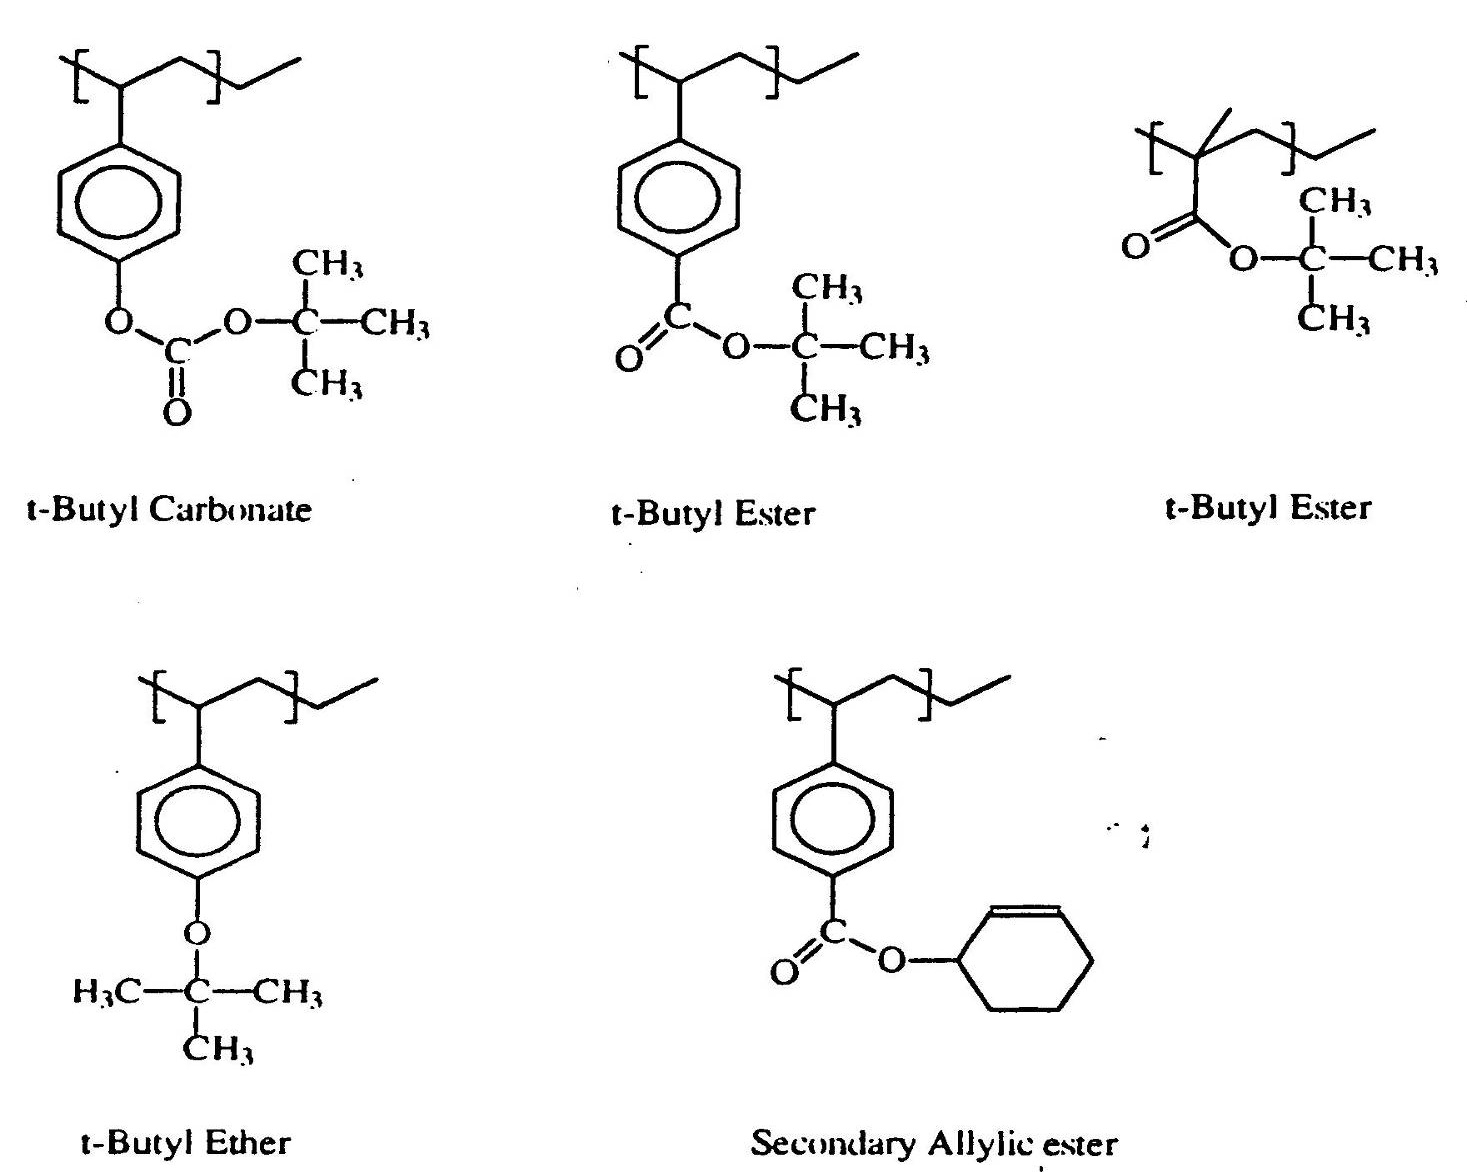 CH₃
O
O
C
CH₃
C
CH₃
O
t-Butyl Carbonate
CH₃
C
O
O
C
CH₃
CH₃
t-Butyl Ester
CH₃
O
O
C
CH₃
CH₃
t-Butyl Ester
O
H₃C
C
CH₃
CH₃
t-Butyl Ether
C
O
O
Secondary Allylic ester